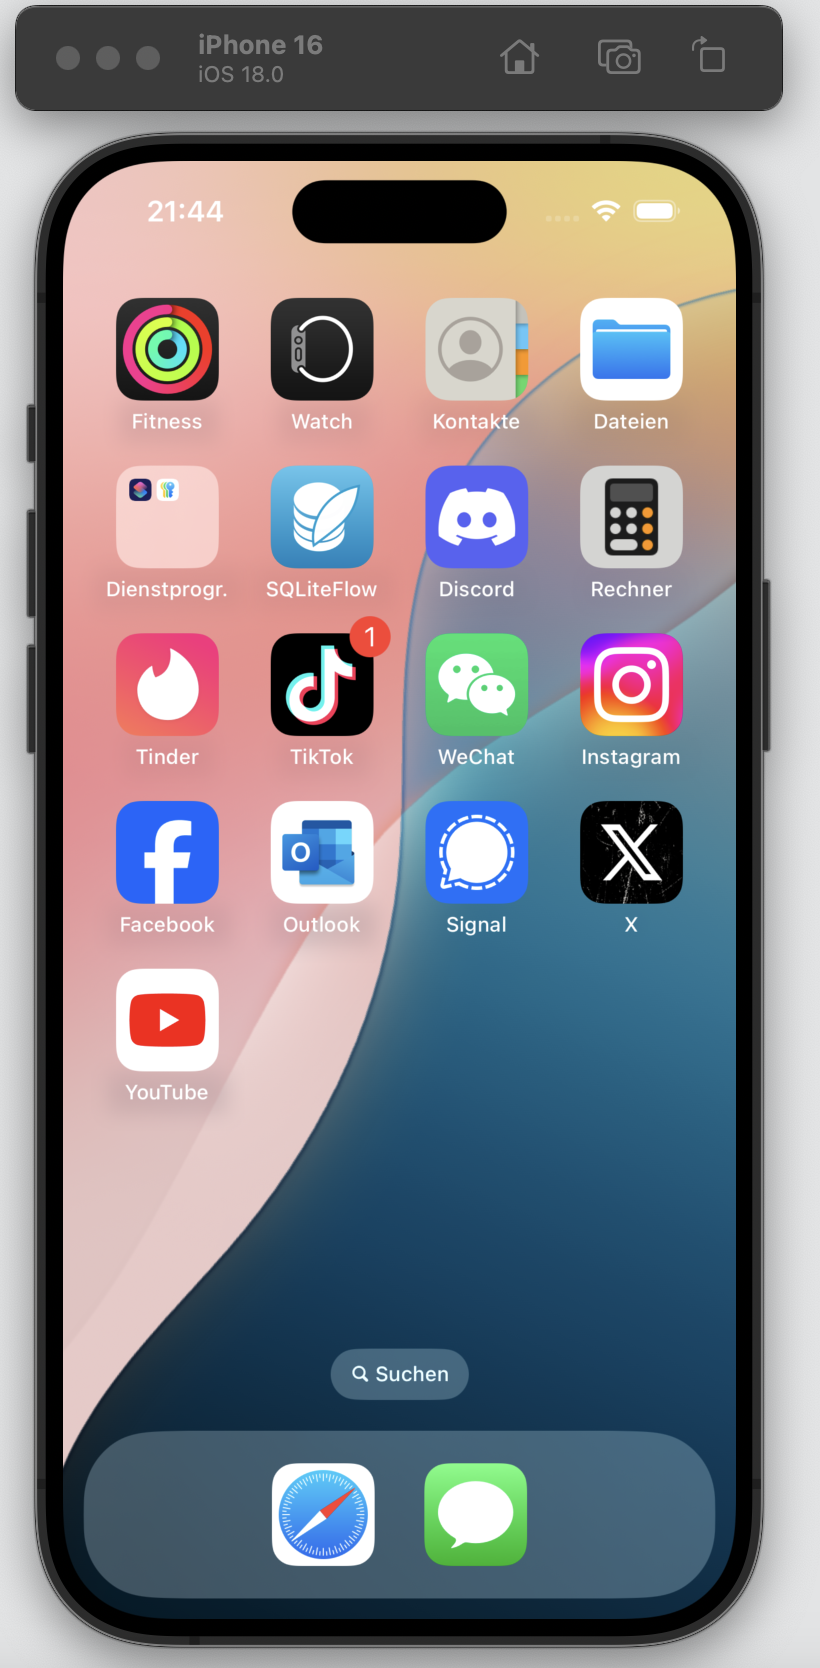 iPhone 16
iOS 18.0
21:44
Fitness
Watch
Kontakte
Dateien
Dienstprogr.
SQLiteFlow
Discord
Rechner
1
Tinder
TikTok
WeChat
Instagram
O
Facebook
Outlook
Signal
X
YouTube
Suchen